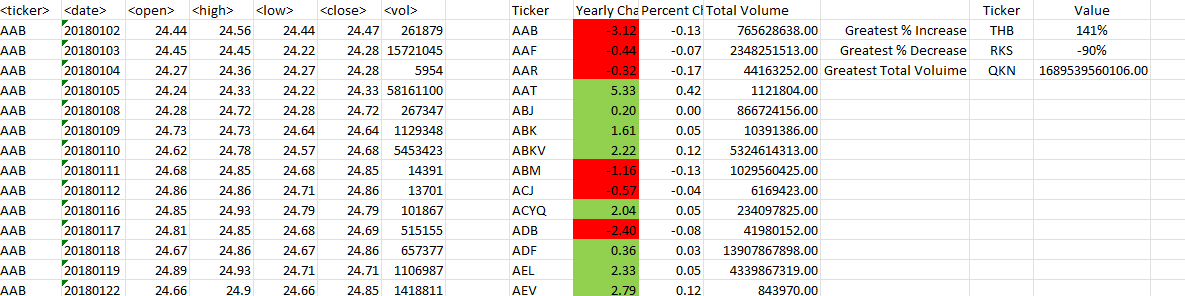 <ticker> <date> <open> <high> <low> <close> <vol> Ticker Yearly Cha Percent Cl Total Volume Ticker Value
AAB 20180102 24.44 24.56 24.44 24.47 261879 AAB -3.12 -0.13 765628638.00 Greatest % Increase THB 141%
AAB 20180103 24.45 24.45 24.22 24.28 15721045 AAF -0.44 -0.07 2348251513.00 Greatest % Decrease RKS -90%
AAB 20180104 24.27 24.36 24.27 24.28 5954 AAR -0.32 -0.17 44163252.00 Greatest Total Voluime QKN 1689539560106.00
AAB 20180105 24.24 24.33 24.22 24.33 58161100 AAT 5.33 0.42 1121804.00
AAB 20180108 24.28 24.72 24.28 24.72 267347 ABJ 0.20 0.00 866724156.00
AAB 20180109 24.73 24.73 24.64 24.64 1129348 ABK 1.61 0.05 10391386.00
AAB 20180110 24.62 24.78 24.57 24.68 5453423 ABKV 2.22 0.12 5324614313.00
AAB 20180111 24.68 24.85 24.68 24.85 14391 ABM -1.16 -0.13 1029560425.00
AAB 20180112 24.86 24.86 24.71 24.86 13701 ACJ -0.57 -0.04 6169423.00
AAB 20180116 24.85 24.93 24.79 24.79 101867 ACYQ 2.04 0.05 234097825.00
AAB 20180117 24.81 24.85 24.68 24.69 515155 ADB -2.40 -0.08 41980152.00
AAB 20180118 24.67 24.86 24.67 24.86 657377 ADF 0.36 0.03 13907867898.00
AAB 20180119 24.89 24.93 24.71 24.71 1106987 AEL 2.33 0.05 4339867319.00
AAB 20180122 24.66 24.9 24.66 24.85 1418811 AEV 2.79 0.12 843970.00